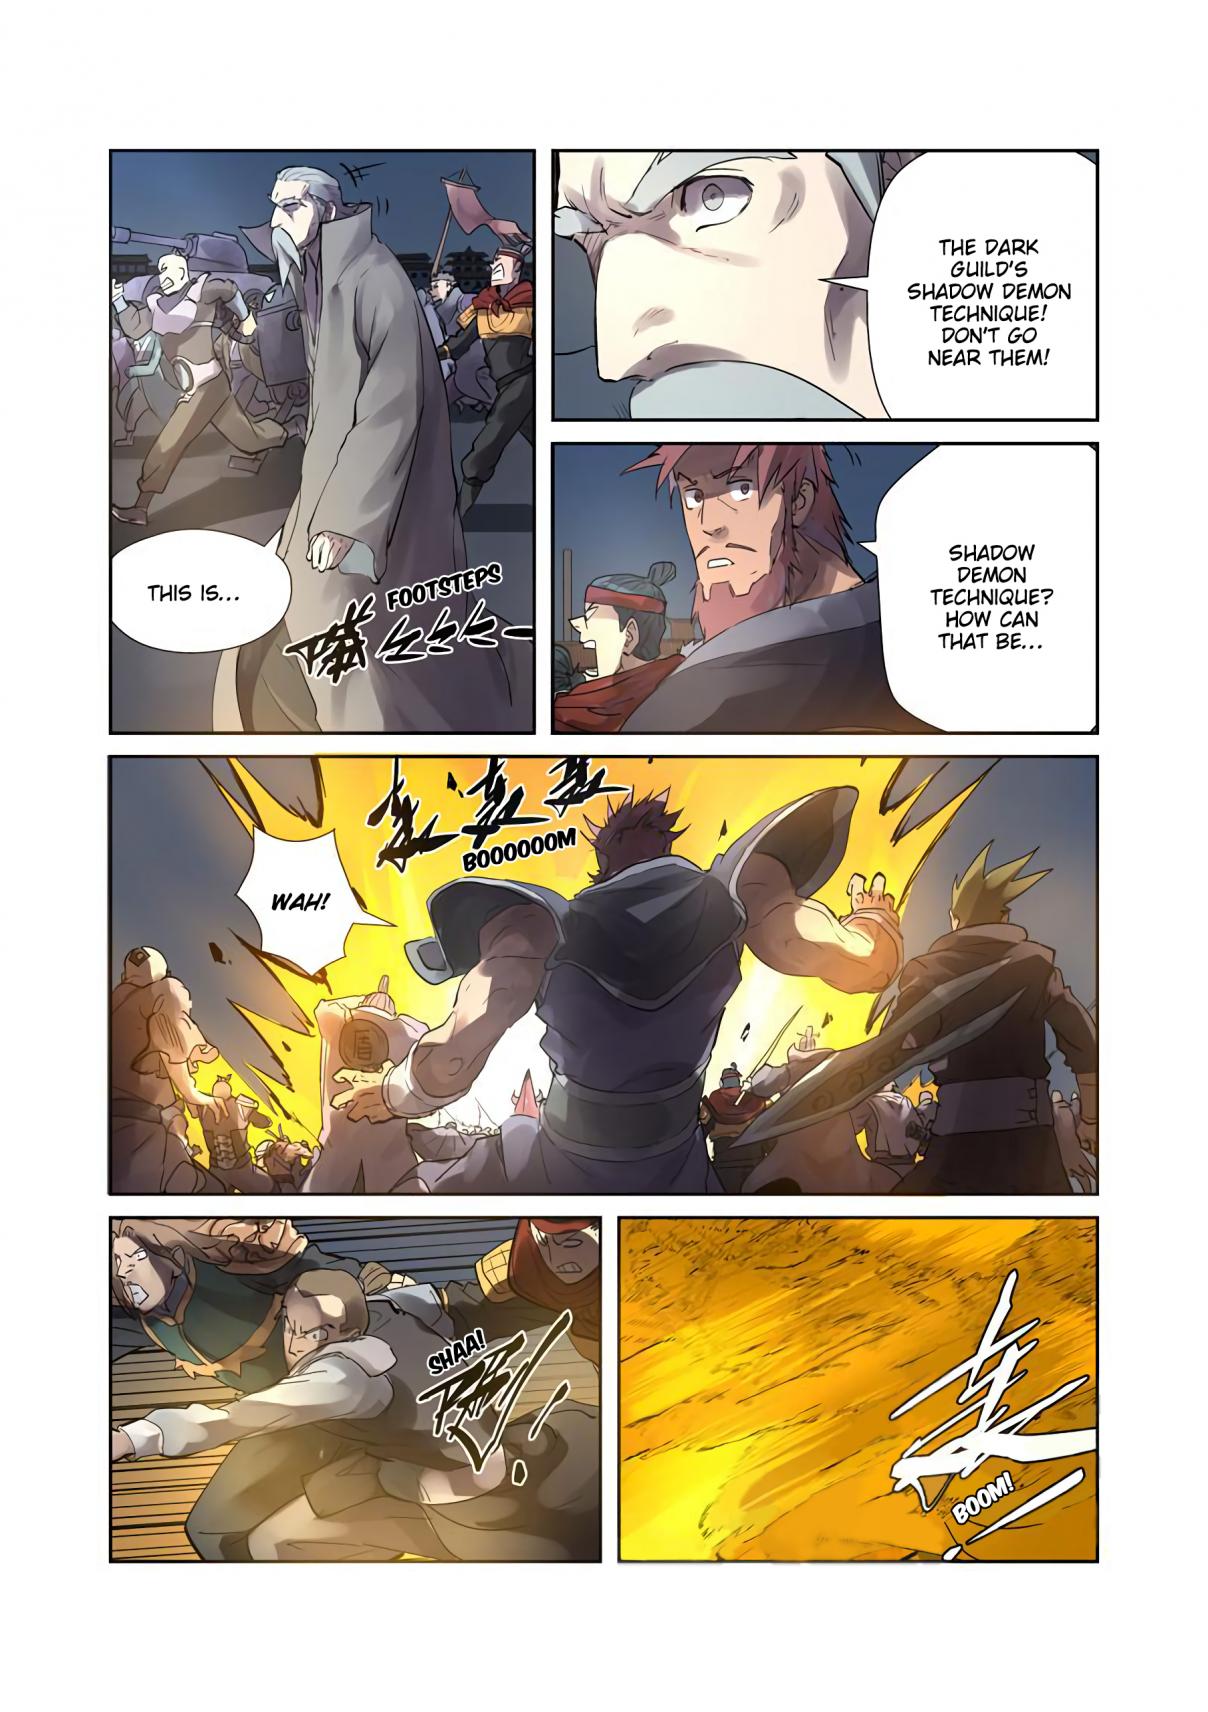 THIS IS...
FOOTSTEPS
THE DARK
GUILD'S
SHADOW DEMON
TECHNIQUE!
DON'T GO
NEAR THEM!
SHADOW
DEMON
TECHNIQUE?
HOW CAN
THAT BE...
BOOOOOOM
WAH!
盾
SHAA!
BOOM!